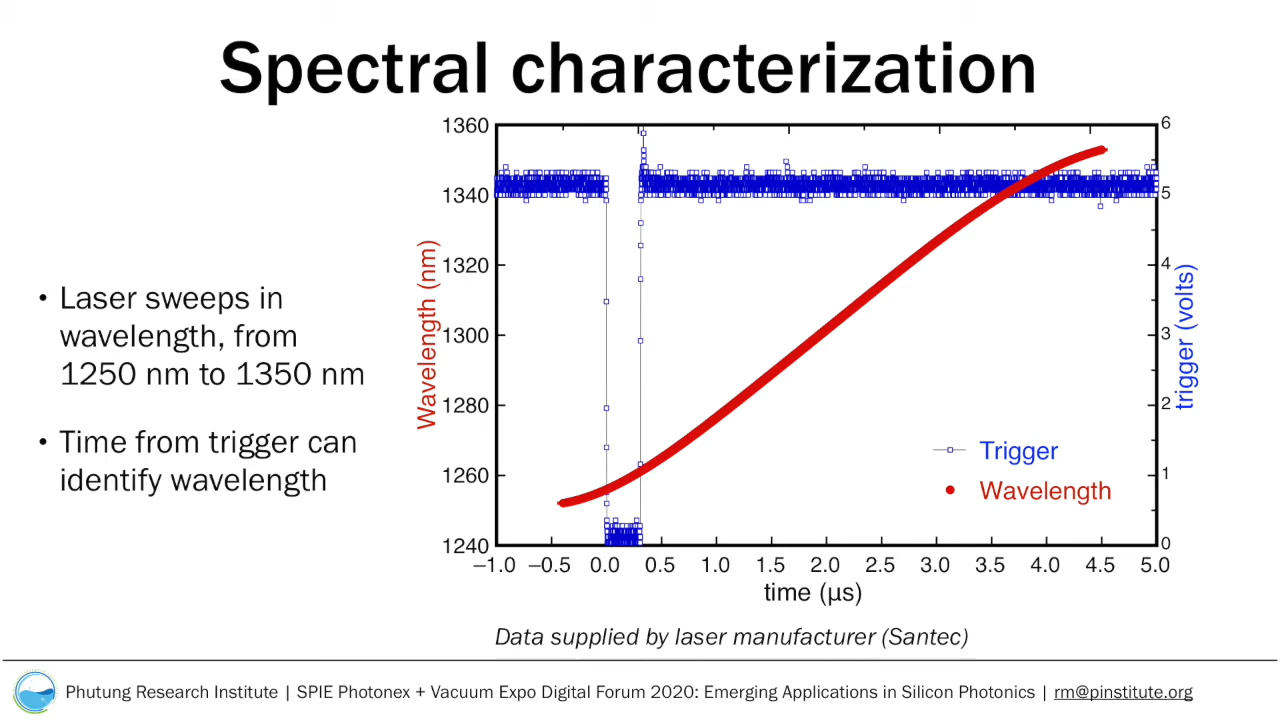 Spectral characterization
• Laser sweeps in
wavelength, from
1250 nm to 1350 nm
• Time from trigger can
identify wavelength
Wavelength (nm)
1360
1340
1320
1300
1280
1260
1240
6
5
4
3
2
1
0
trigger (volts)
Trigger
Wavelength
–1.0 –0.5 0.0 0.5 1.0 1.5 2.0 2.5 3.0 3.5 4.0 4.5 5.0
time (µs)
Data supplied by laser manufacturer (Santec)
Phutung Research Institute | SPIE Photonex + Vacuum Expo Digital Forum 2020: Emerging Applications in Silicon Photonics | rm@pinstitute.org